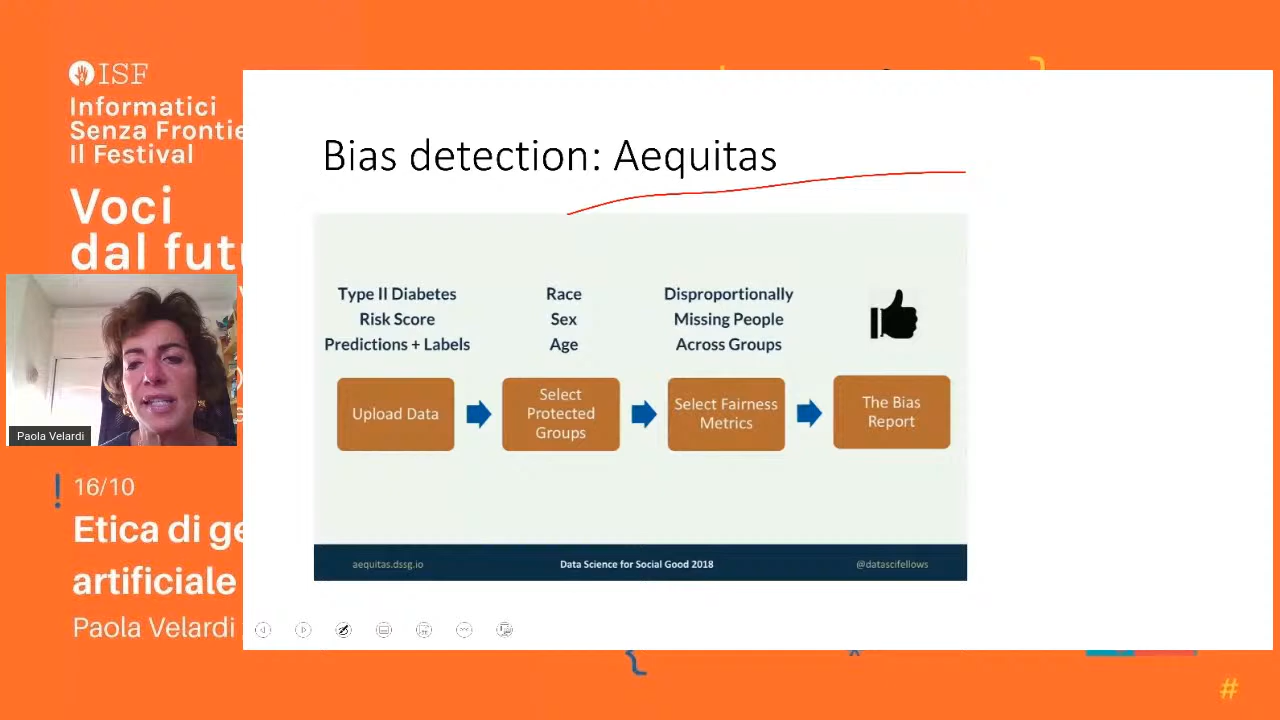 ISF
Informatici
Senza Frontie
Il Festival
Voci
dal futu
Paola Velardi
16/10
Etica di ge
artificiale
Paola Velardi
Bias detection: Aequitas
Type II Diabetes
Risk Score
Predictions + Labels
Race
Sex
Age
Disproportionally
Missing People
Across Groups
Upload Data
Select
Protected
Groups
Select Fairness
Metrics
The Bias
Report
aequitas.dssg.io
Data Science for Social Good 2018
@datascifellows
#